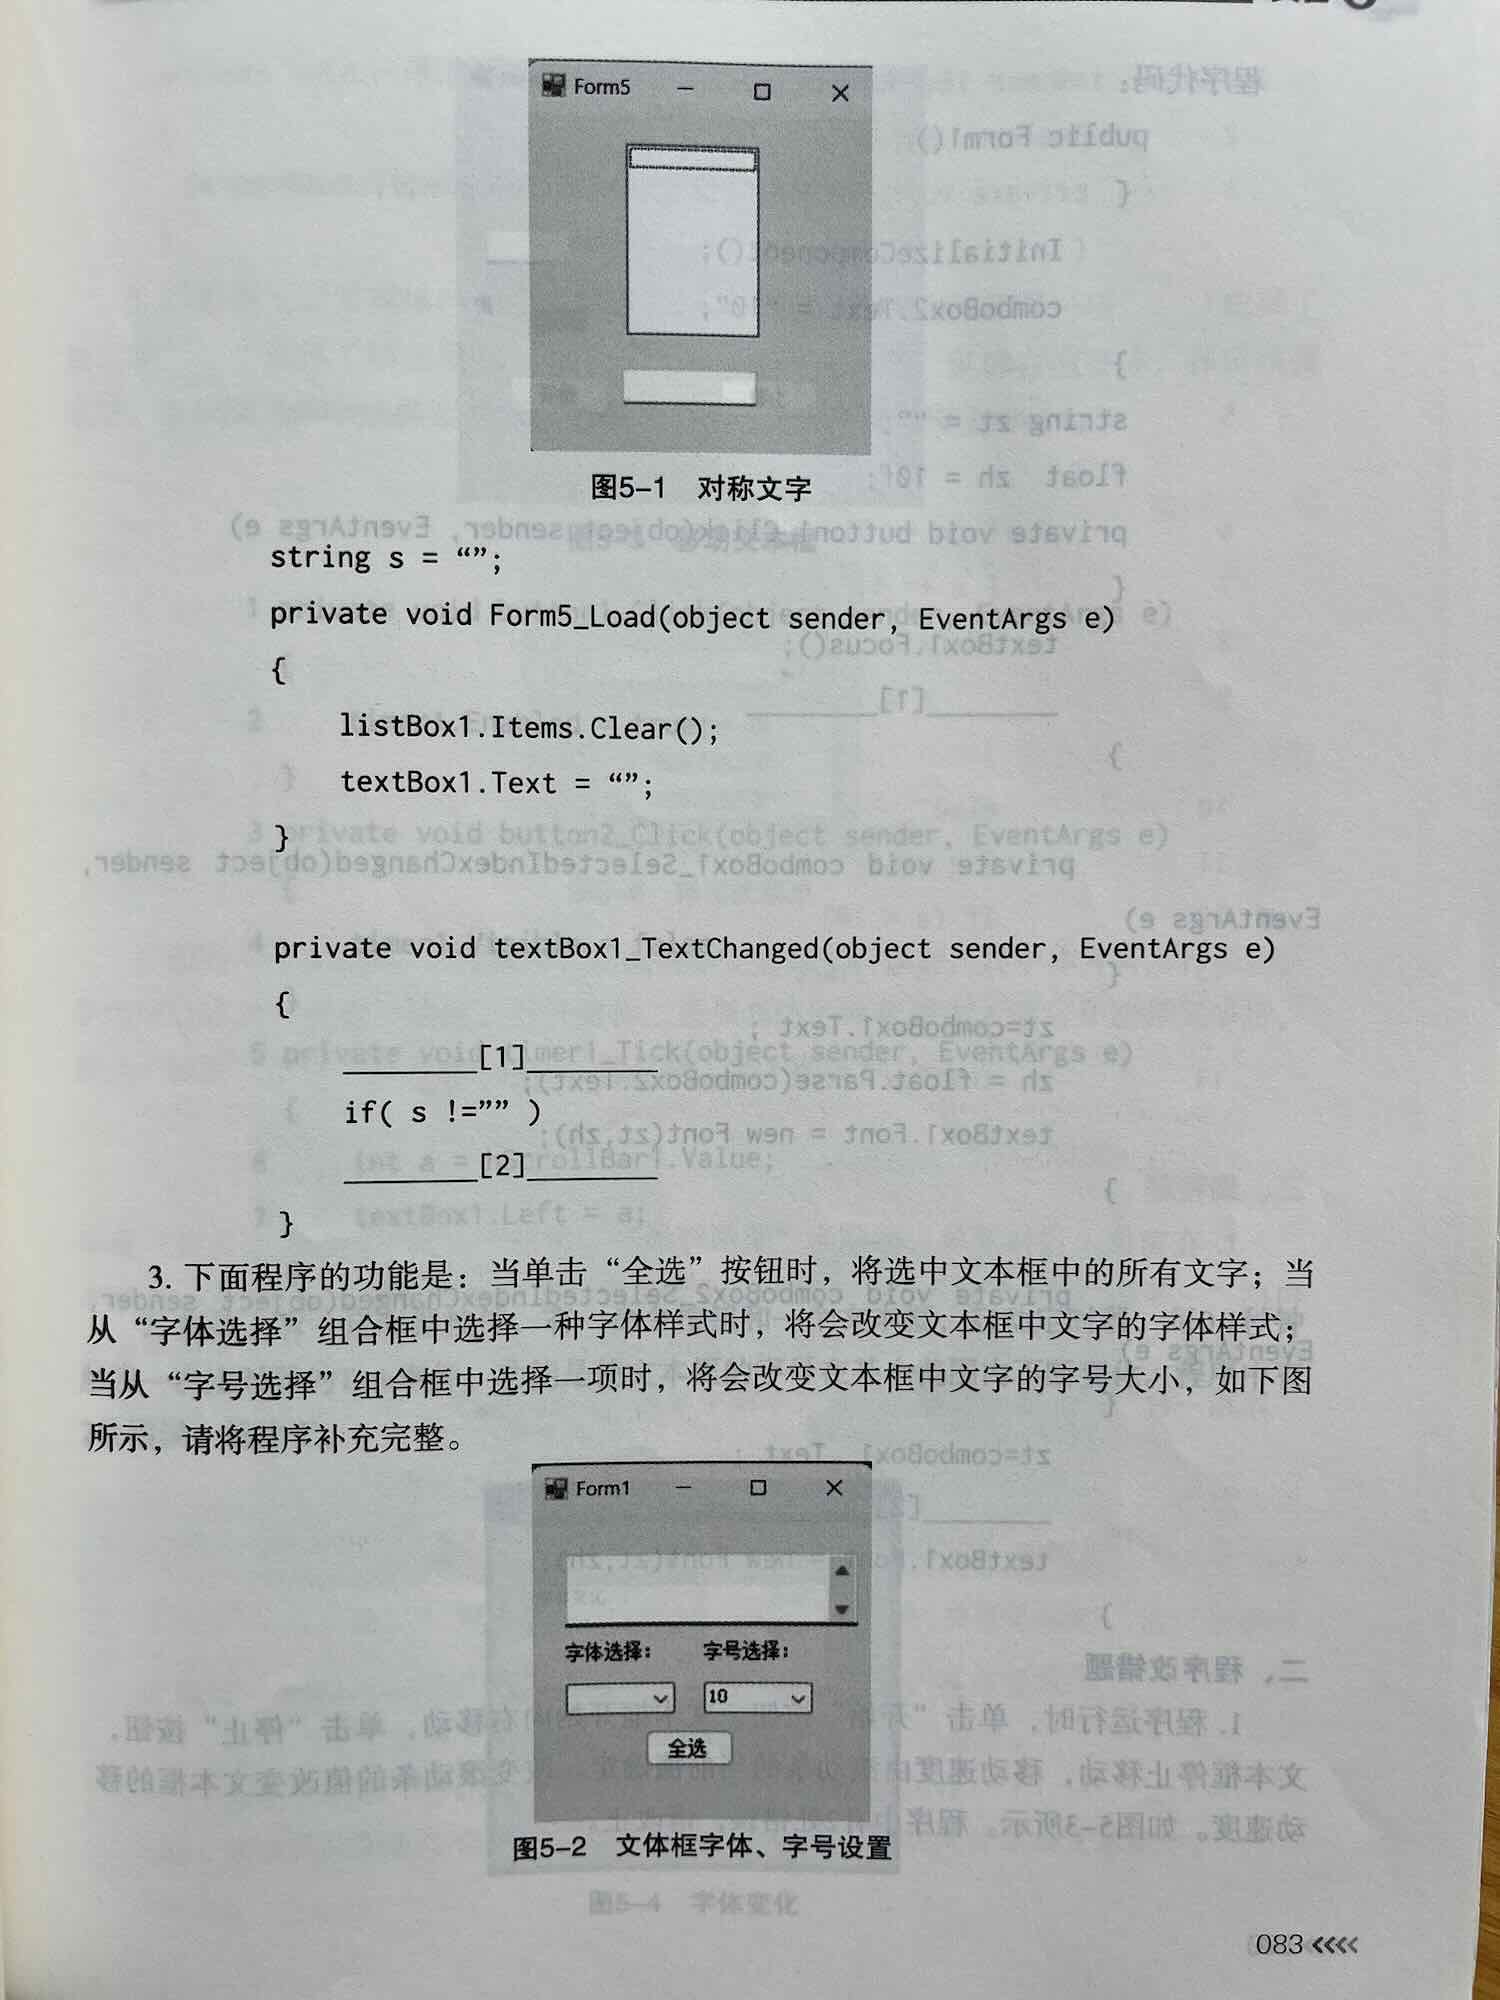 Form5
图5-1 对称文字
string s = “”;
private void Form5_Load(object sender, EventArgs e)
{
listBox1.Items.Clear();
textBox1.Text = “”;
}
private void textBox1_TextChanged(object sender, EventArgs e)
{
________[1]________
if( s !=”” )
________[2]________
}
3. 下面程序的功能是：当单击“全选”按钮时，将选中文本框中的所有文字；当
从“字体选择”组合框中选择一种字体样式时，将会改变文本框中文字的字体样式；
当从“字号选择”组合框中选择一项时，将会改变文本框中文字的字号大小，如下图
所示，请将程序补充完整。
Form1
字体选择： 字号选择：
10
全选
图5-2 文体框字体、字号设置
083